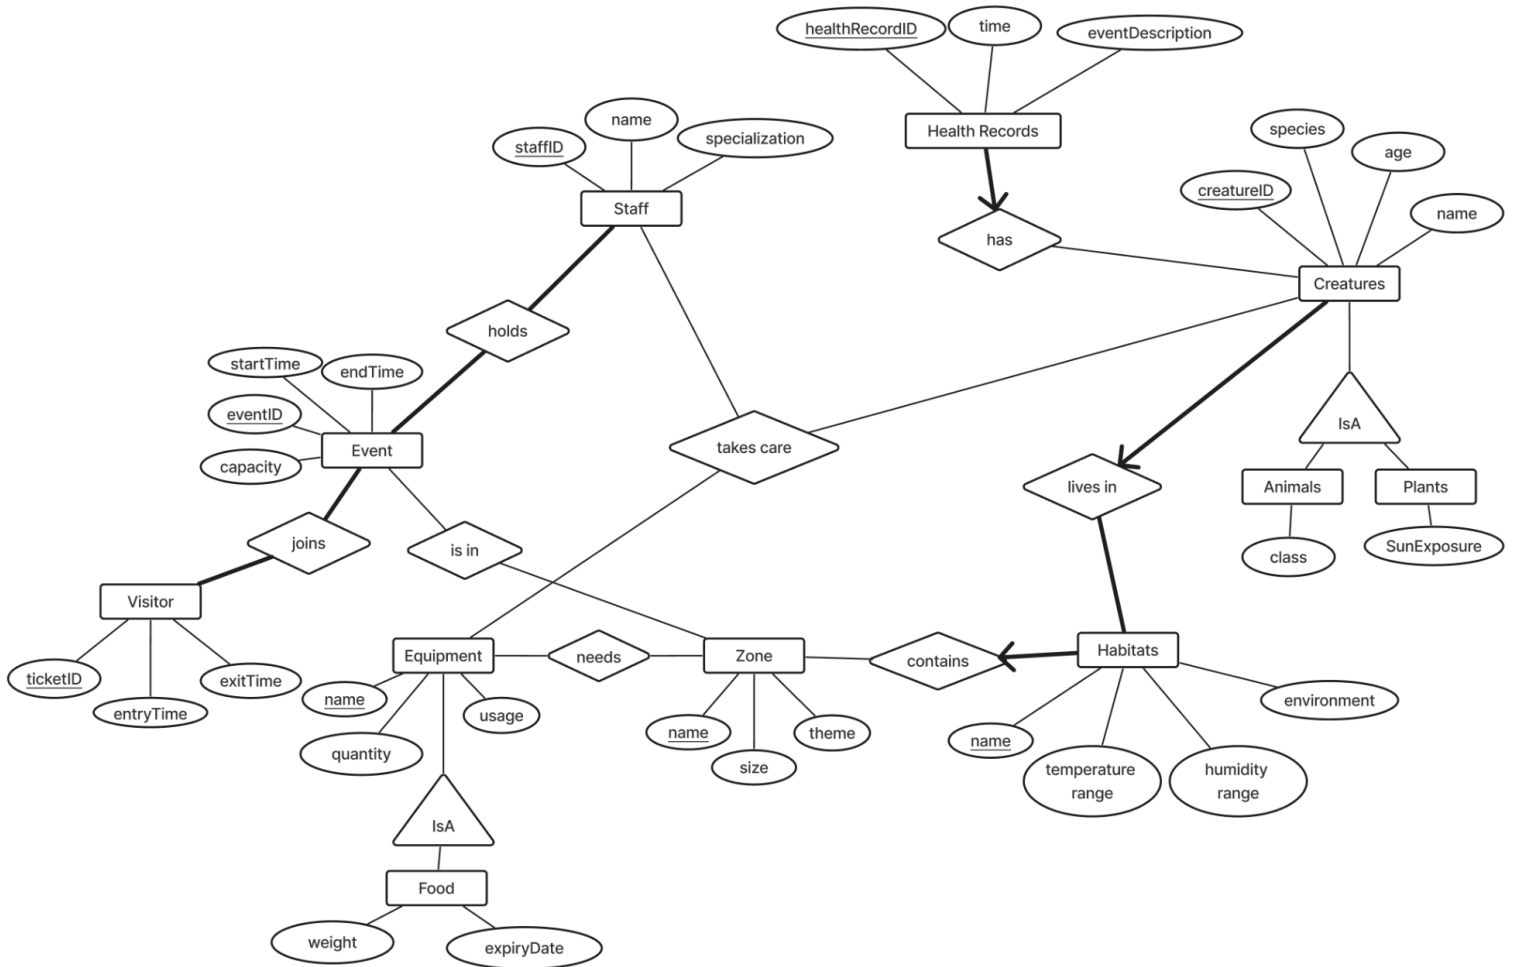 healthRecordID
time
eventDescription
Health Records
name
staffID
specialization
Staff
species
age
creatureID
name
has
Creatures
holds
startTime
endTime
eventID
Event
capacity
takes care
IsA
lives in
Animals
Plants
joins
is in
class
SunExposure
Visitor
Equipment
needs
Zone
contains
Habitats
ticketID
entryTime
exitTime
name
quantity
usage
name
size
theme
name
temperature
range
humidity
range
environment
IsA
Food
weight
expiryDate